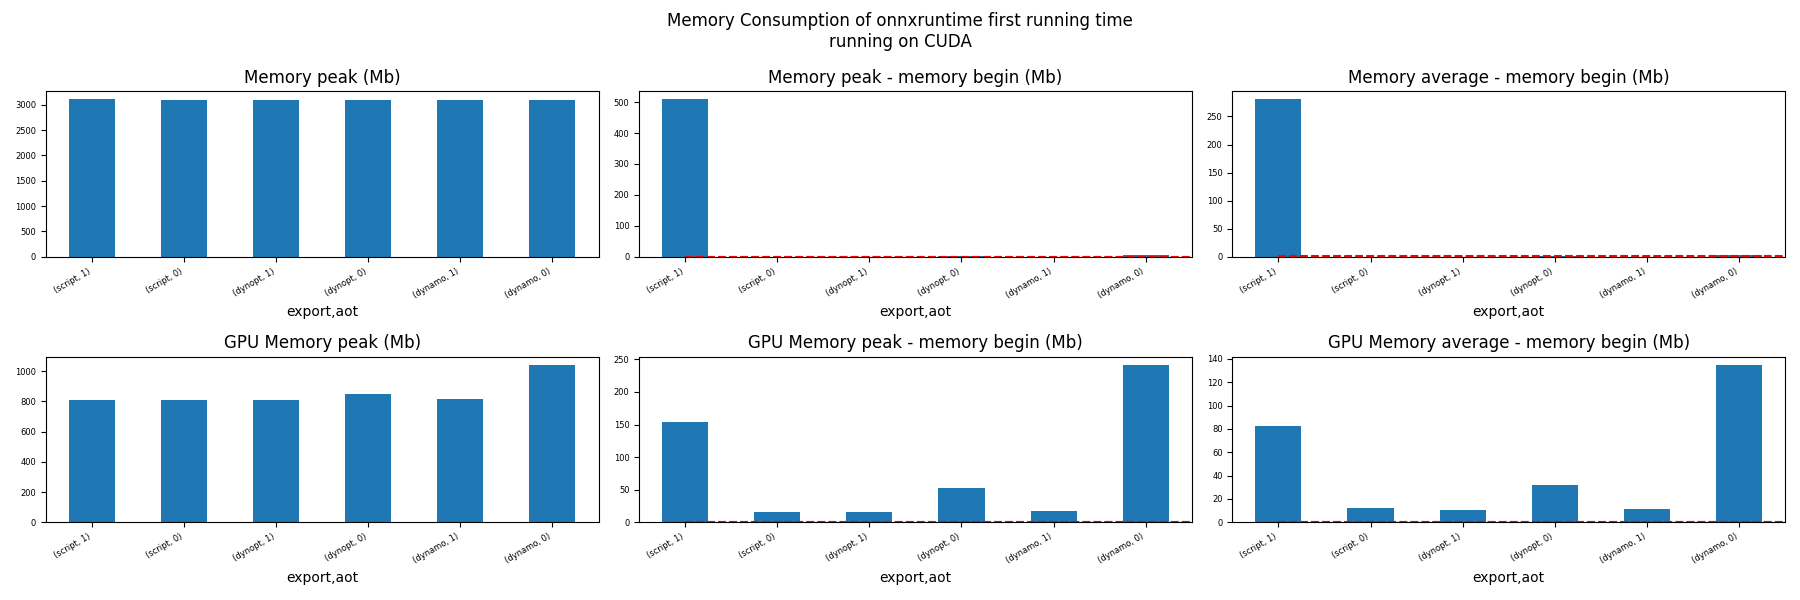 Memory Consumption of onnxruntime first running time
running on CUDA
Memory peak (Mb)
3000
2500
2000
1500
1000
500
0
(script, 1)
(script, 0)
(dynopt, 1)
(dynopt, 0)
(dynamo, 1)
(dynamo, 0)
export,aot
Memory peak - memory begin (Mb)
500
400
300
200
100
0
(script, 1)
(script, 0)
(dynopt, 1)
(dynopt, 0)
(dynamo, 1)
(dynamo, 0)
export,aot
Memory average - memory begin (Mb)
250
200
150
100
50
0
(script, 1)
(script, 0)
(dynopt, 1)
(dynopt, 0)
(dynamo, 1)
(dynamo, 0)
export,aot
GPU Memory peak (Mb)
1000
800
600
400
200
0
(script, 1)
(script, 0)
(dynopt, 1)
(dynopt, 0)
(dynamo, 1)
(dynamo, 0)
export,aot
GPU Memory peak - memory begin (Mb)
250
200
150
100
50
0
(script, 1)
(script, 0)
(dynopt, 1)
(dynopt, 0)
(dynamo, 1)
(dynamo, 0)
export,aot
GPU Memory average - memory begin (Mb)
140
120
100
80
60
40
20
0
(script, 1)
(script, 0)
(dynopt, 1)
(dynopt, 0)
(dynamo, 1)
(dynamo, 0)
export,aot